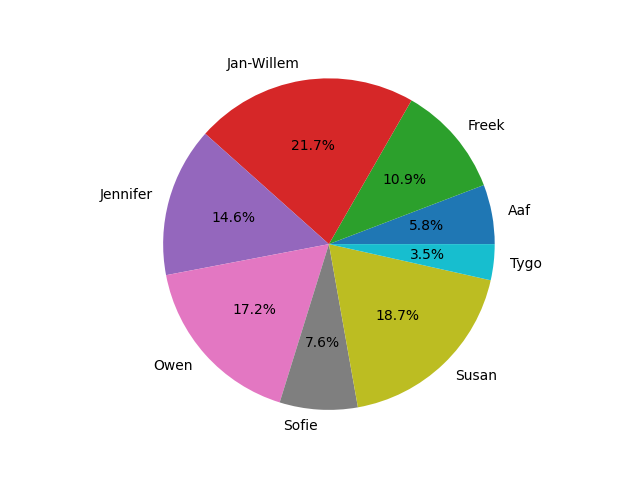 Jan-Willem
21.7%
Freek
10.9%
Aaf
5.8%
Jennifer
14.6%
Tygo
3.5%
Owen
17.2%
Sofie
7.6%
Susan
18.7%